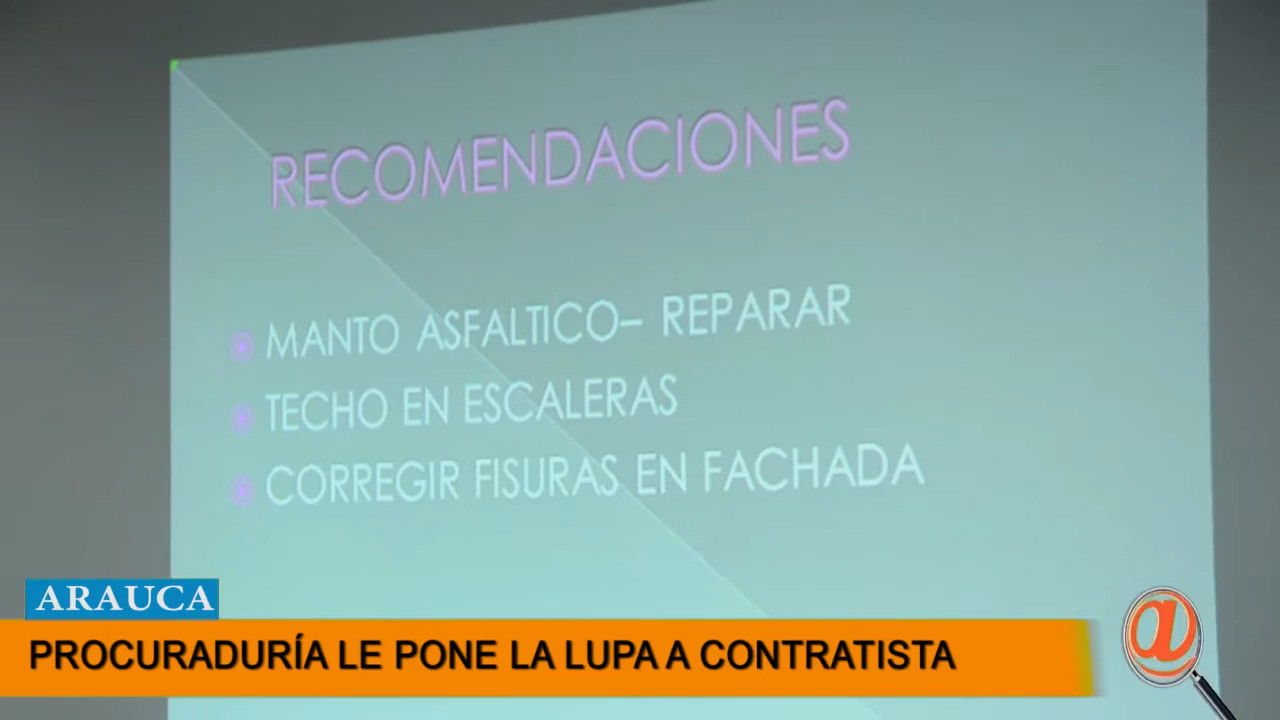 RECOMENDACIONES
MANTO ASFALTICO– REPARAR
TECHO EN ESCALERAS
CORREGIR FISURAS EN FACHADA
ARAUCA
PROCURADURÍA LE PONE LA LUPA A CONTRATISTA
@